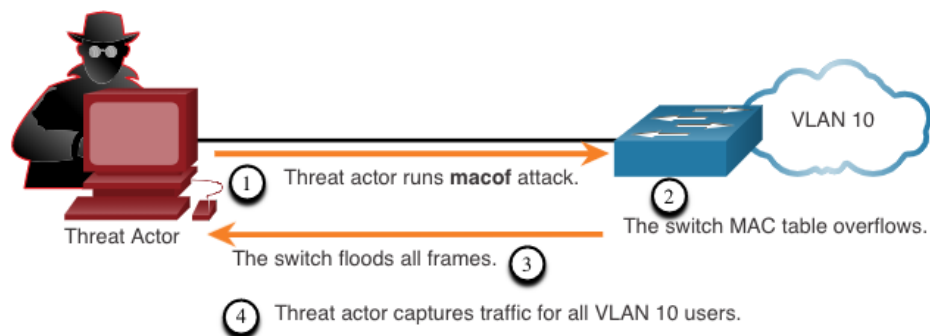 VLAN 10
1 Threat actor runs macof attack.
2
Threat Actor
The switch MAC table overflows.
The switch floods all frames. 3
4 Threat actor captures traffic for all VLAN 10 users.